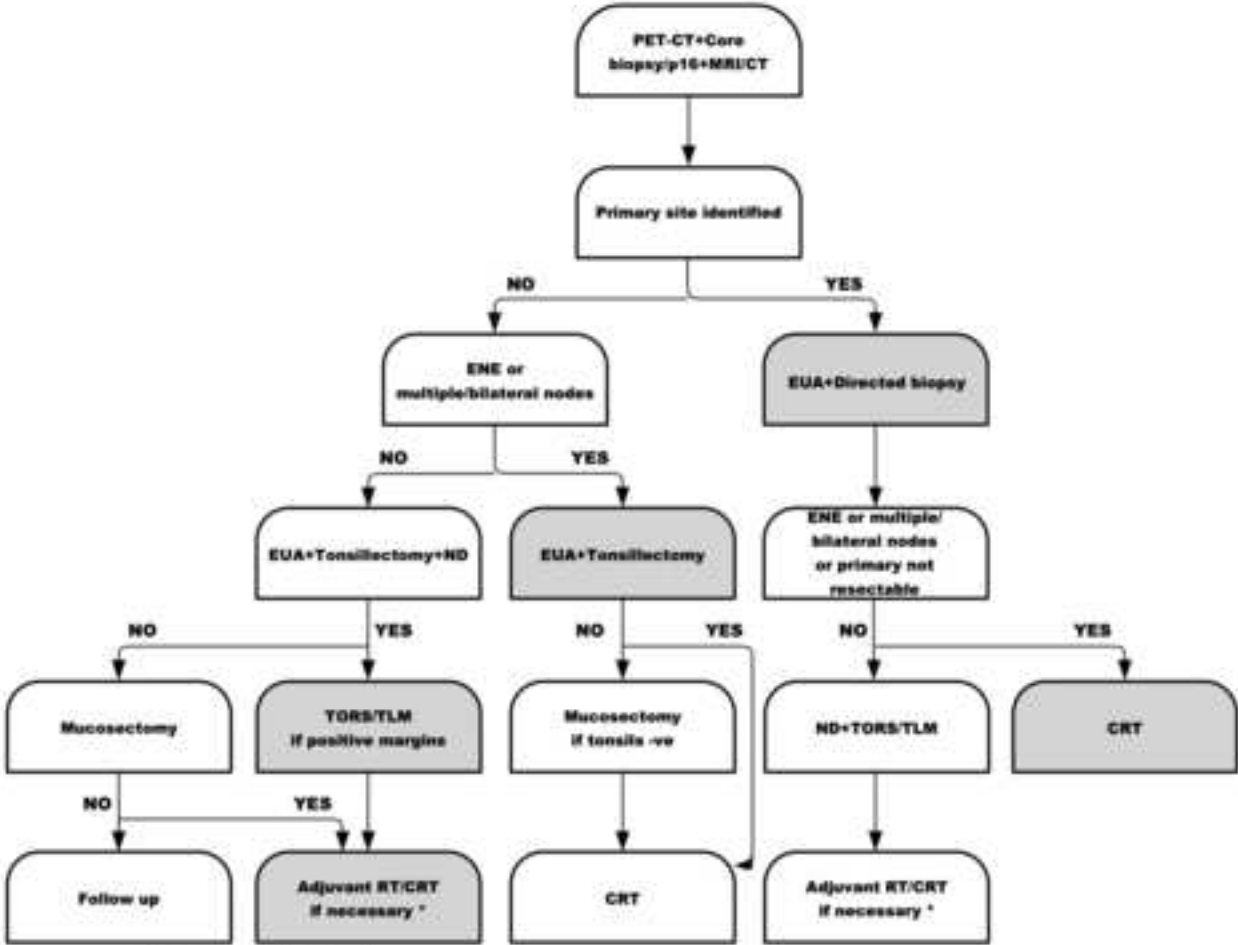 PET-CT+Core
biopsy/p16+MRI/CT
Primary site identified
NO
YES
ENE or
multiple/bilateral nodes
EUA+Directed biopsy
NO
YES
EUA+Tonsillectomy+ND
EUA+Tonsillectomy
ENE or multiple/
bilateral nodes
or primary not
resectable
NO
YES
NO
YES
NO
YES
Mucosectomy
TORS/TLM
if positive margins
Mucosectomy
if tonsils -ve
ND+TORS/TLM
CRT
NO
YES
Follow up
Adjuvant RT/CRT
if necessary *
CRT
Adjuvant RT/CRT
if necessary *